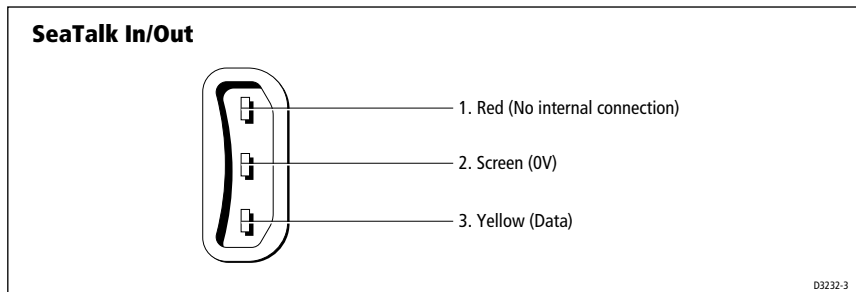 SeaTalk In/Out
1. Red (No internal connection)
2. Screen (0V)
3. Yellow (Data)
D3232-3